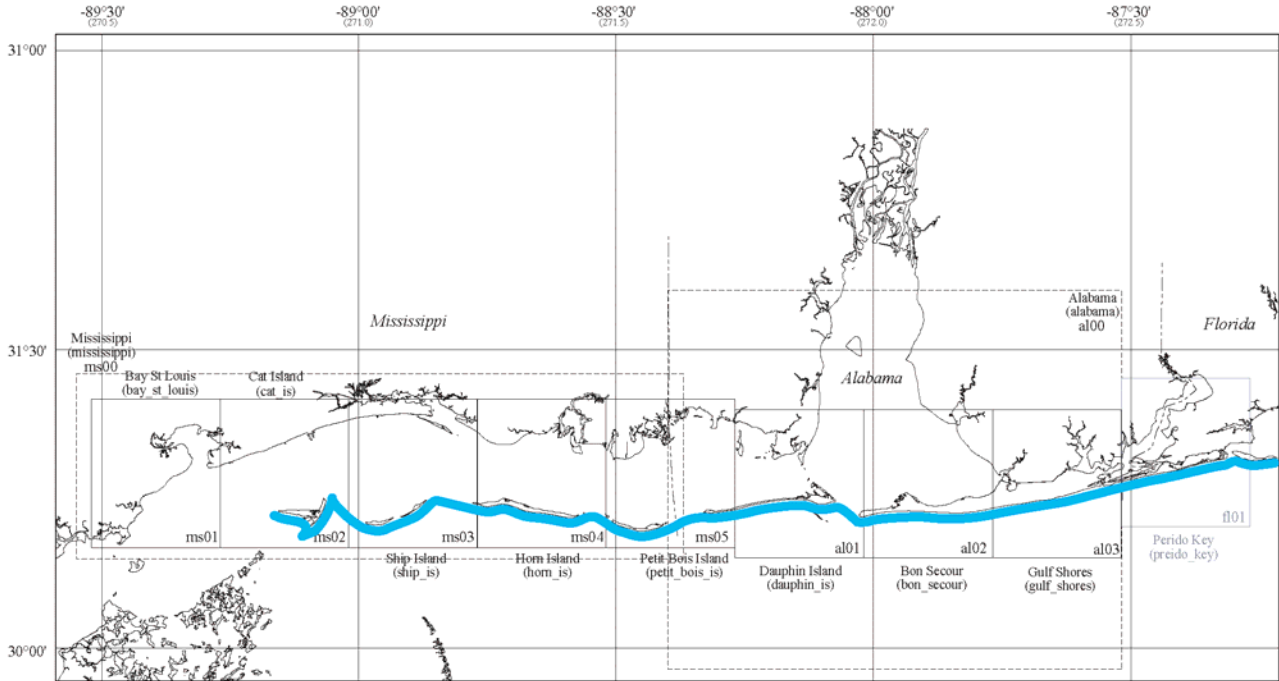 -89°30'
(270.5)
-89°00'
(271.0)
-88°30'
(271.5)
-88°00'
(272.0)
-87°30'
(272.5)
31°00'
Mississippi
Alabama
(alabama)
al00
Florida
Mississippi
(mississippi)
ms00
31°30'
Bay St Louis
(bay_st_louis)
Cat Island
(cat_is)
Alabama
ms01
ms02
ms03
ms04
ms05
al01
al02
al03
fl01
Ship Island
(ship_is)
Horn Island
(horn_is)
Petit Bois Island
(petit_bois_is)
Dauphin Island
(dauphin_is)
Bon Secour
(bon_secour)
Gulf Shores
(gulf_shores)
Perido Key
(preido_key)
30°00'